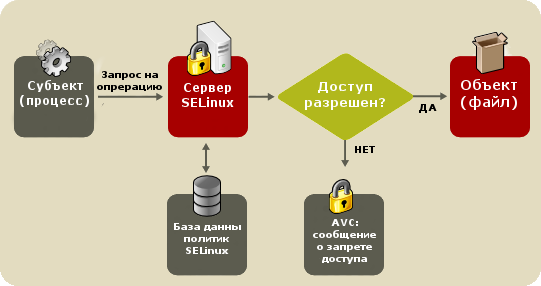 Субъект
(процесс)
Запрос на
опрерацию
Сервер
SELinux
Доступ
разрешен?
ДА
Объект
(файл)
НЕТ
База данны
политик
SELinux
AVC:
сообщение
о запрете
доступа